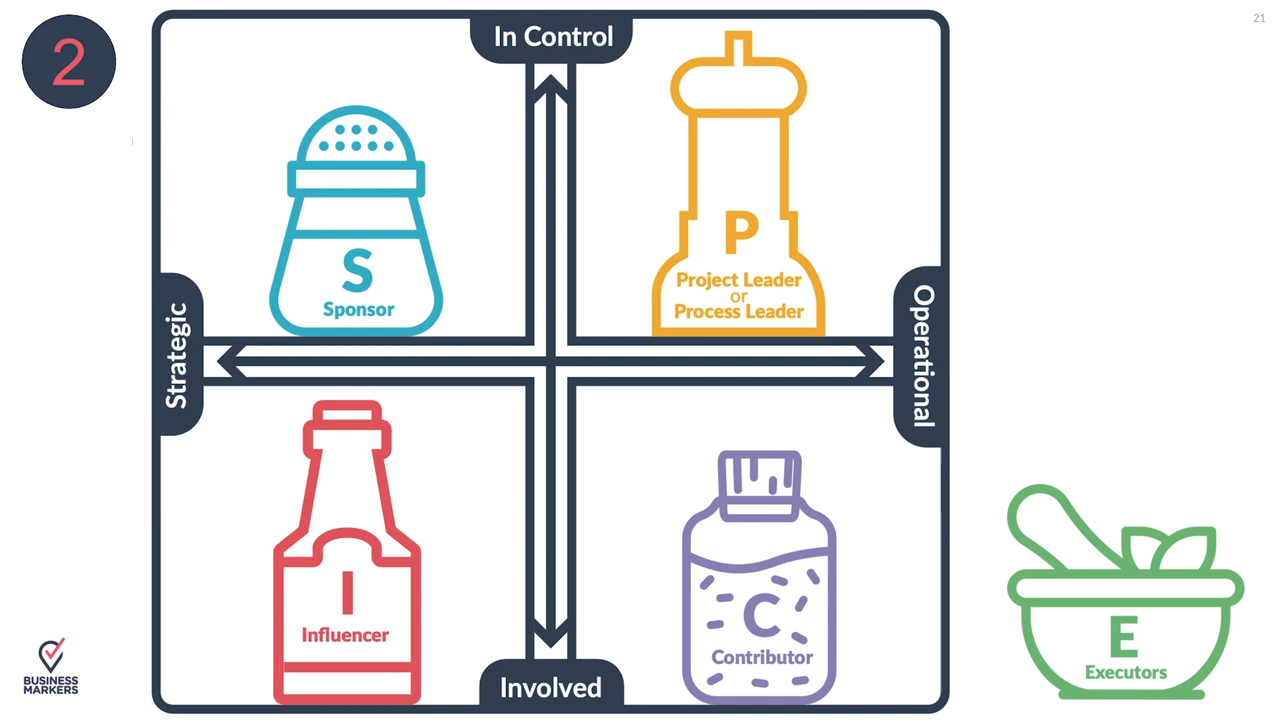 21
2
In Control
S
Sponsor
P
Project Leader
or
Process Leader
Strategic
Operational
I
Influencer
C
Contributor
E
Executors
Involved
BUSINESS
MARKERS